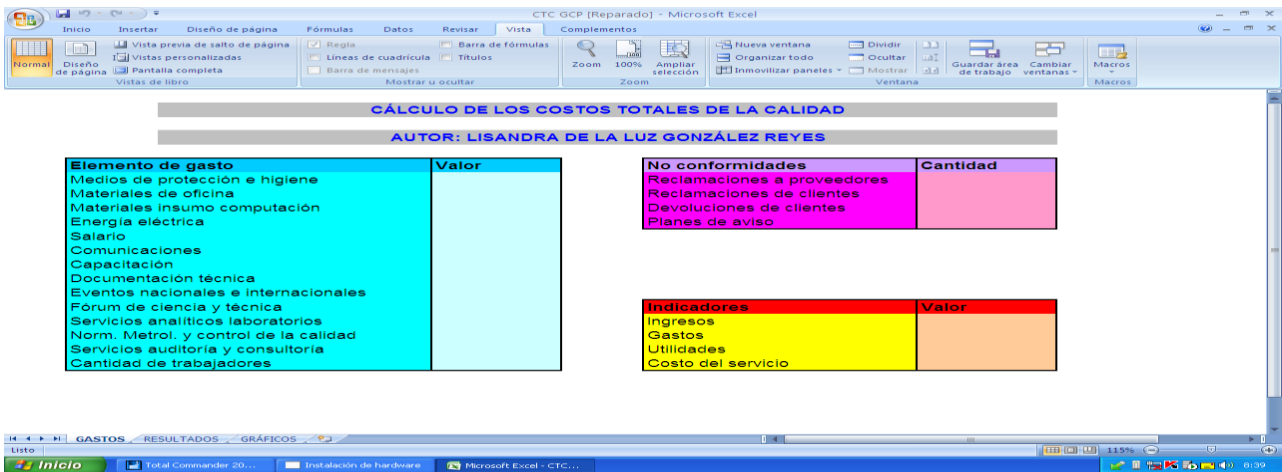 CTC GCP [Reparado] - Microsoft Excel
Inicio Insertar Diseño de página Fórmulas Datos Revisar Vista Complementos
Normal
Diseño de página
Vista previa de salto de página
Vistas personalizadas
Pantalla completa
Vistas de libro
Regla
Líneas de cuadrícula
Barra de mensajes
Barra de fórmulas
Títulos
Mostrar u ocultar
Zoom
100%
Ampliar selección
Zoom
Nueva ventana
Organizar todo
Inmovilizar paneles
Dividir
Ocultar
Mostrar
Guardar área de trabajo
Cambiar ventanas
Ventana
Macros
Macros
CÁLCULO DE LOS COSTOS TOTALES DE LA CALIDAD
AUTOR: LISANDRA DE LA LUZ GONZÁLEZ REYES
Elemento de gasto Valor
Medios de protección e higiene
Materiales de oficina
Materiales insumo computación
Energía eléctrica
Salario
Comunicaciones
Capacitación
Documentación técnica
Eventos nacionales e internacionales
Fórum de ciencia y técnica
Servicios analíticos laboratorios
Norm. Metrol. y control de la calidad
Servicios auditoría y consultoría
Cantidad de trabajadores
No conformidades Cantidad
Reclamaciones a proveedores
Reclamaciones de clientes
Devoluciones de clientes
Planes de aviso
Indicadores Valor
Ingresos
Gastos
Utilidades
Costo del servicio
GASTOS RESULTADOS GRÁFICOS
Listo
115%
Inicio
Total Commander 20...
Instalación de hardware
Microsoft Excel - CTC...
8:39